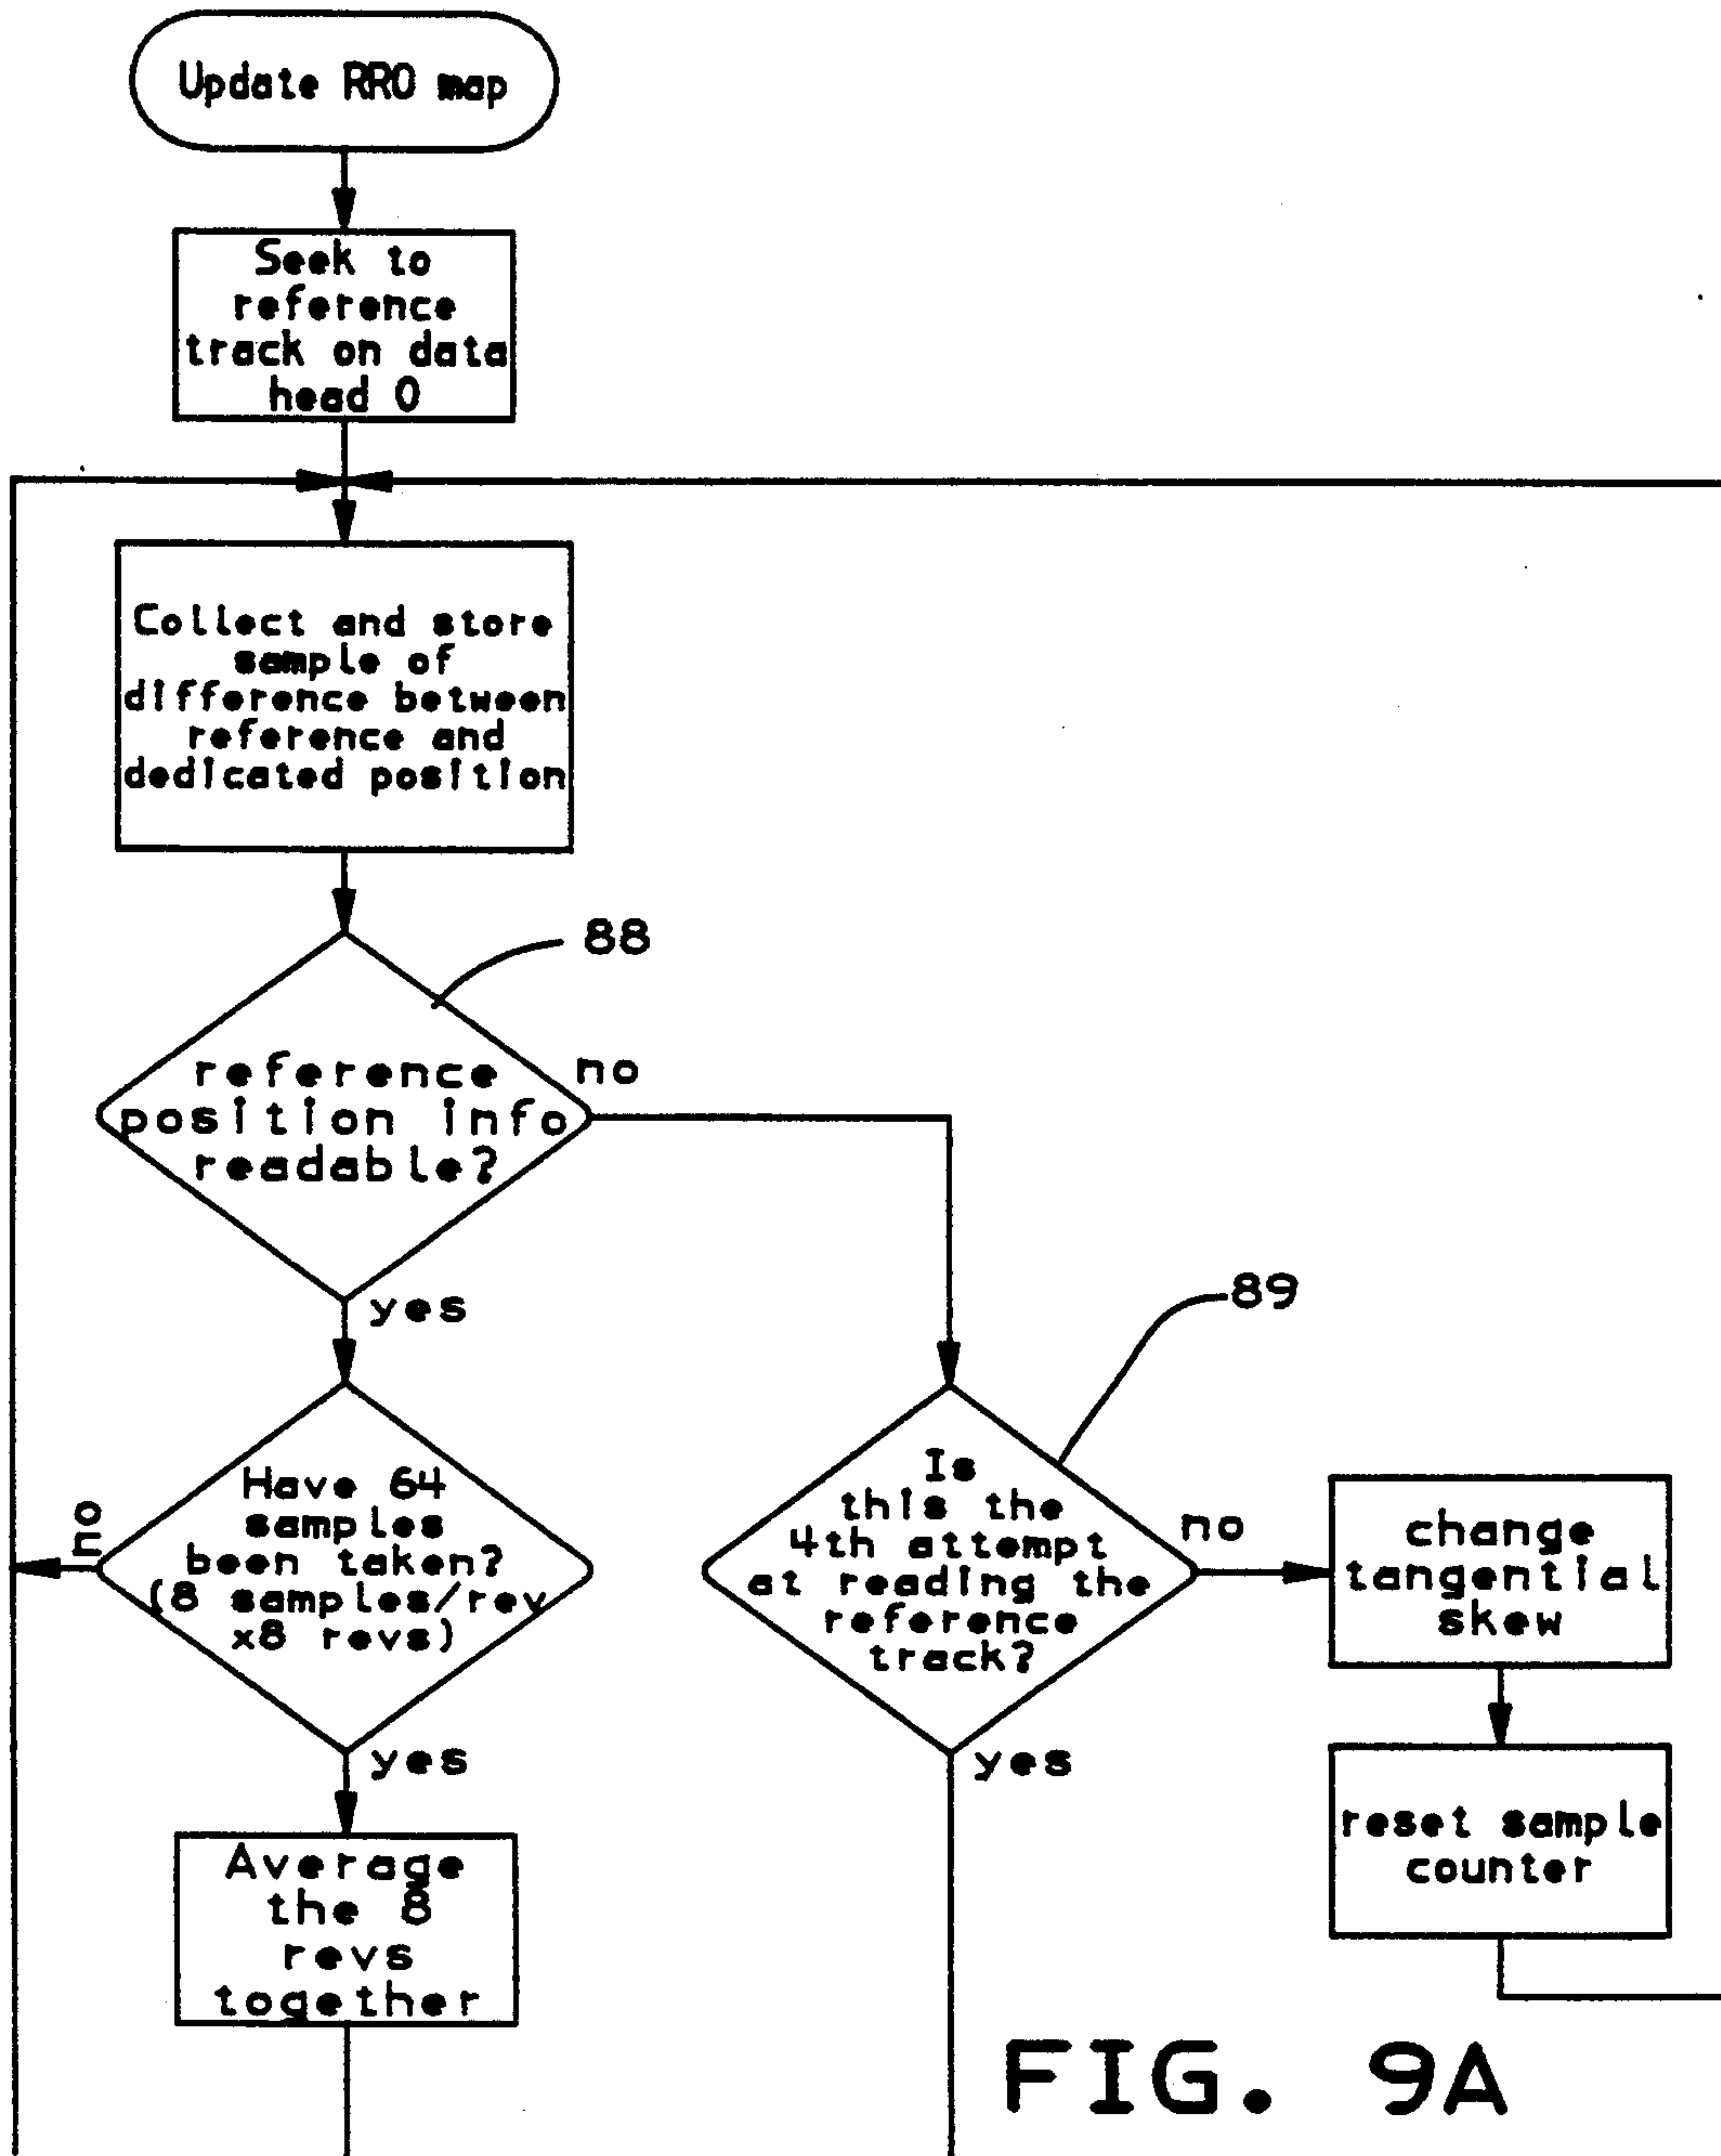 Update RRO map
Seek to
reference
track on data
head 0
Collect and store
sample of
difference between
reference and
dedicated position
88
reference
position info
readable?
no
yes
89
Have 64
samples
been taken?
(8 samples/rev
x8 revs)
no
yes
Is
this the
4th attempt
at reading the
reference
track?
no
yes
change
tangential
skew
reset sample
counter
Average
the 8
revs
together
FIG. 9A